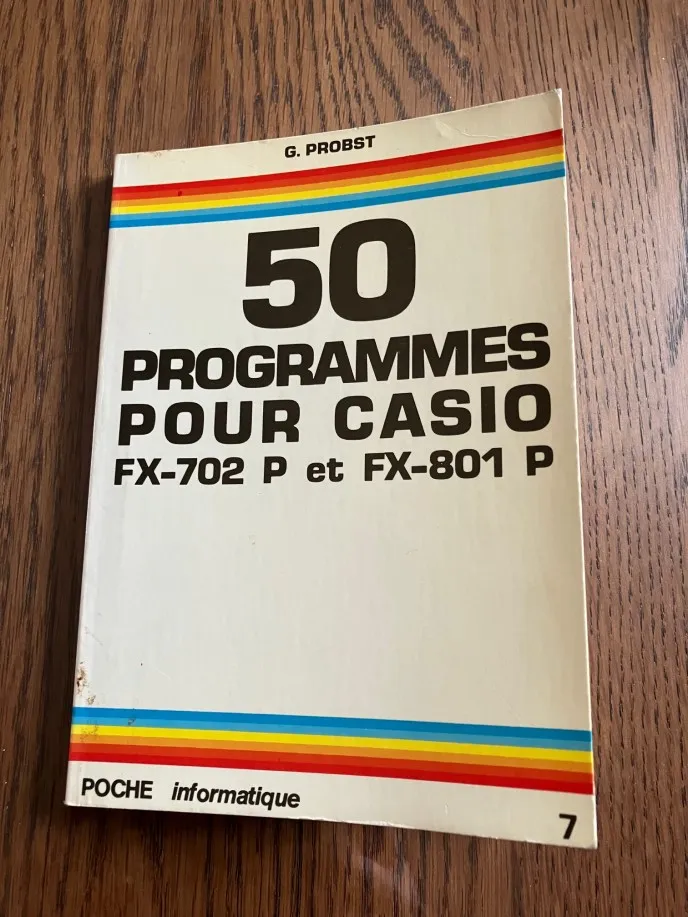 G. PROBST
50
PROGRAMMES
POUR CASIO
FX-702 P et FX-801 P
POCHE informatique
7